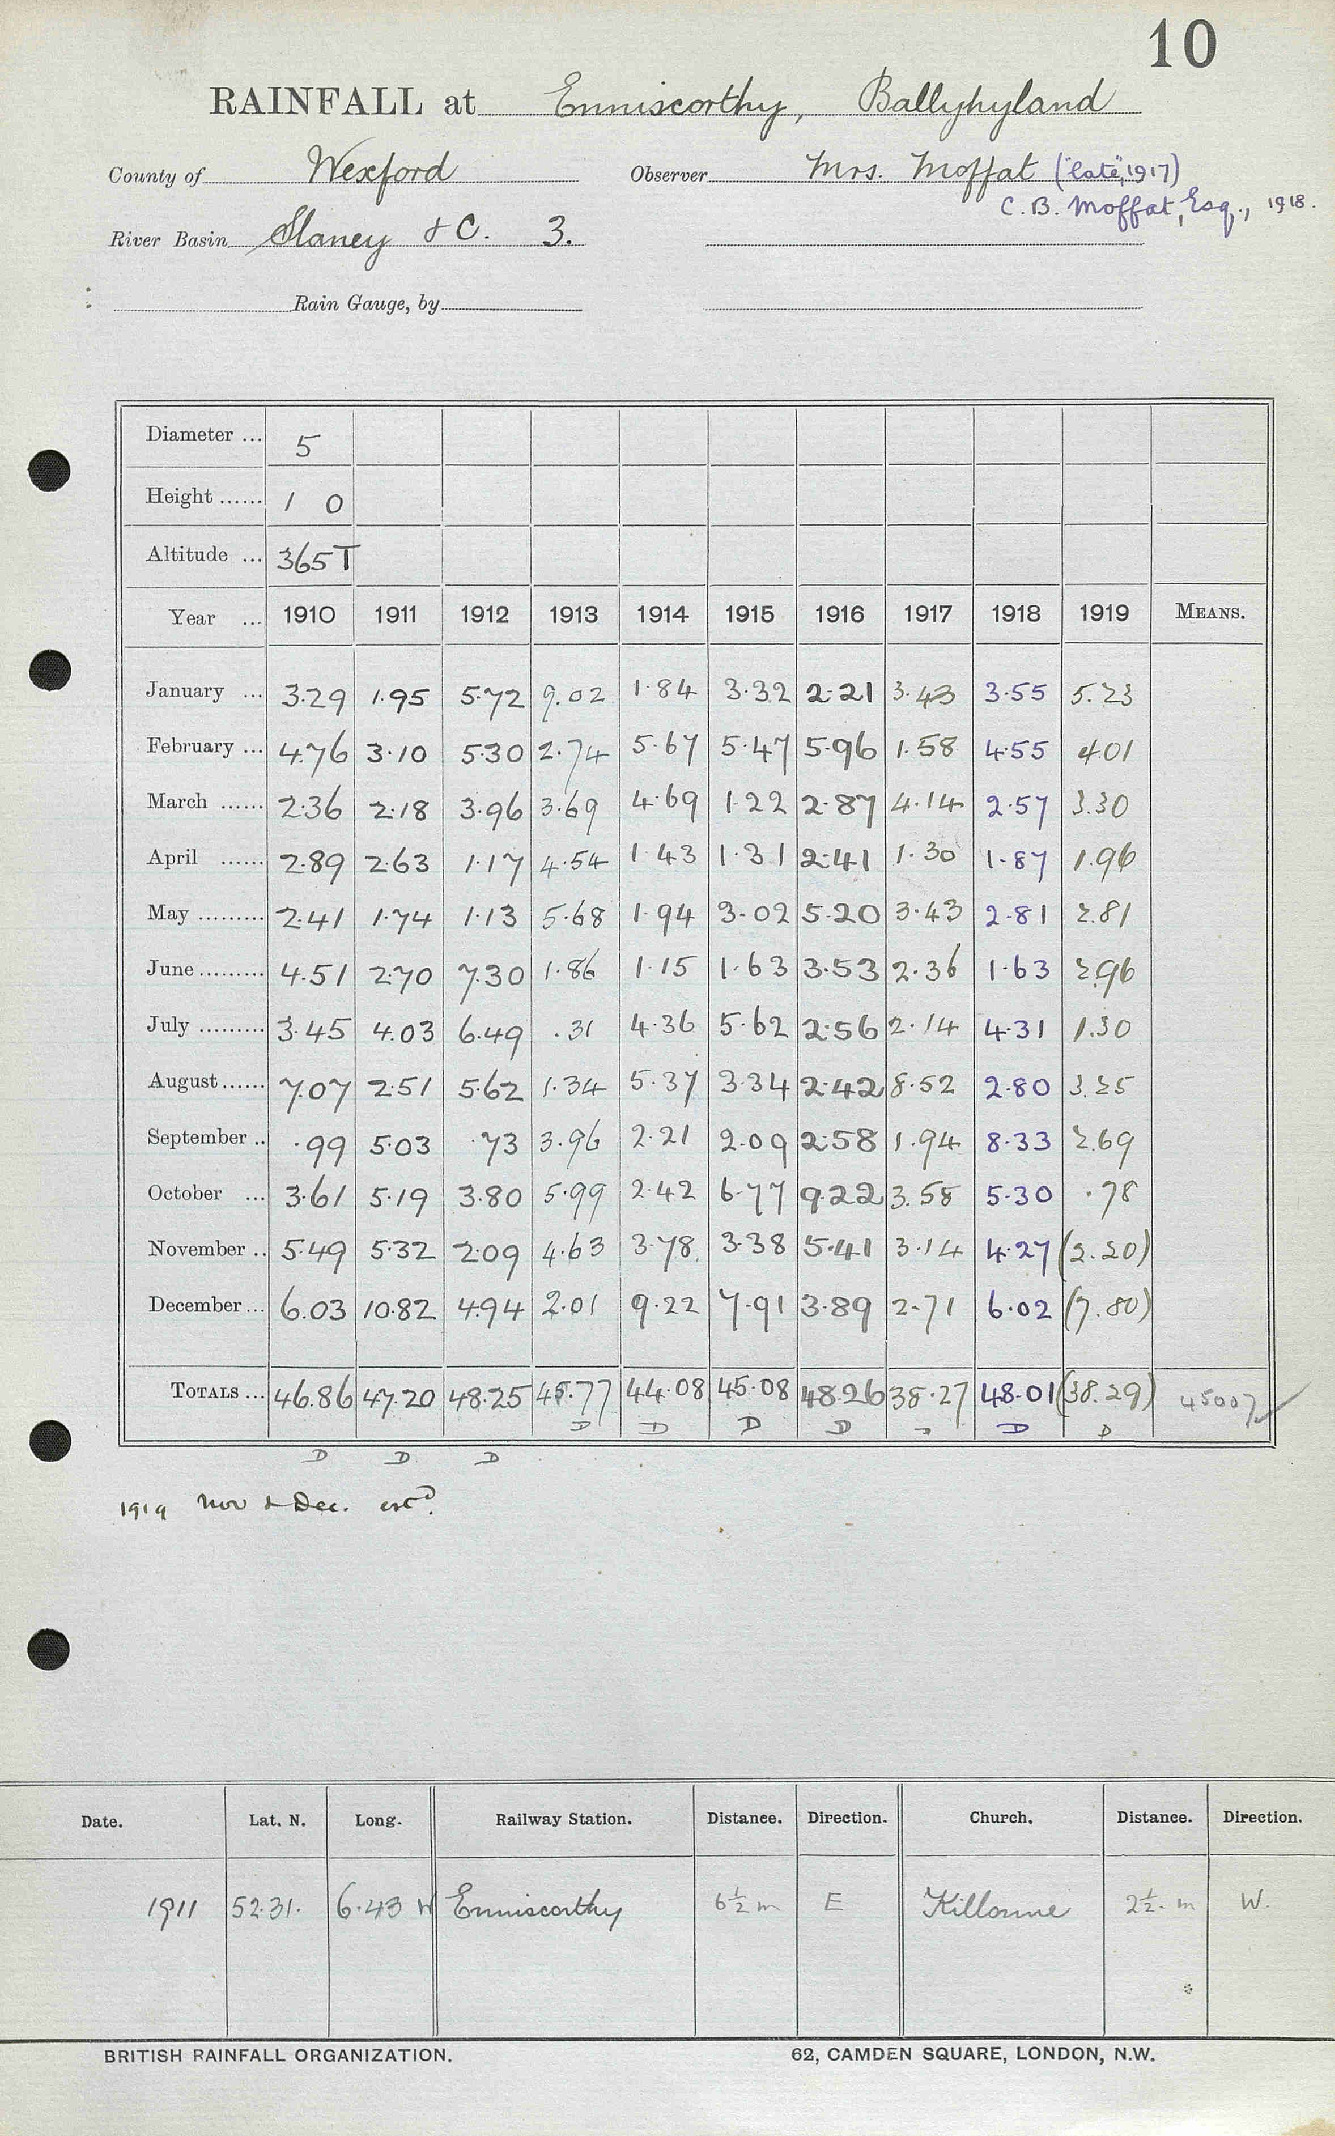 10
RAINFALL at Enniscorthy, Ballyhyland
County of Wexford Observer Mrs. Moffat ("late", 1917)
C. B. Moffat, Esq., 1918.
River Basin Slaney & C. 3.
Rain Gauge, by
Diameter ... 5
Height ...... 1 0
Altitude ... 365 T
Year ... 1910 1911 1912 1913 1914 1915 1916 1917 1918 1919 MEANS.
January ... 3.29 1.95 5.72 9.02 1.84 3.32 2.21 3.43 3.55 5.23
February ... 4.76 3.10 5.30 2.74 5.67 5.47 5.96 1.58 4.55 4.01
March ...... 2.36 2.18 3.96 3.69 4.69 1.22 2.87 4.14 2.57 3.30
April ...... 2.89 2.63 1.17 4.54 1.43 1.31 2.41 1.30 1.87 1.96
May ......... 2.41 1.74 1.13 5.68 1.94 3.02 5.20 3.43 2.81 2.81
June ......... 4.51 2.70 7.30 1.86 1.15 1.63 3.53 2.36 1.63 2.96
July ......... 3.45 4.03 6.49 .31 4.36 5.62 2.56 2.14 4.31 1.30
August ...... 7.07 2.51 5.62 1.34 5.37 3.34 2.42 8.52 2.80 3.25
September .. .99 5.03 .73 3.96 2.21 2.09 2.58 1.94 8.33 2.69
October ... 3.61 5.19 3.80 5.99 2.42 6.77 9.22 3.58 5.30 .78
November .. 5.49 5.32 2.09 4.63 3.78 3.38 5.41 3.14 4.27 (2.20)
December ... 6.03 10.82 4.94 2.01 9.22 7.91 3.89 2.71 6.02 (7.80)
TOTALS ... 46.86 47.20 48.25 45.77 44.08 45.08 48.26 38.27 48.01 (38.29) 45007 ✓
D D D D D D
D D D
1919 Nov & Dec. estd.
Date. Lat. N. Long. Railway Station. Distance. Direction. Church. Distance. Direction.
1911 52.31. 6.43 W Enniscorthy 6½ m E Killanne 2½ m W.
BRITISH RAINFALL ORGANIZATION. 62, CAMDEN SQUARE, LONDON, N.W.